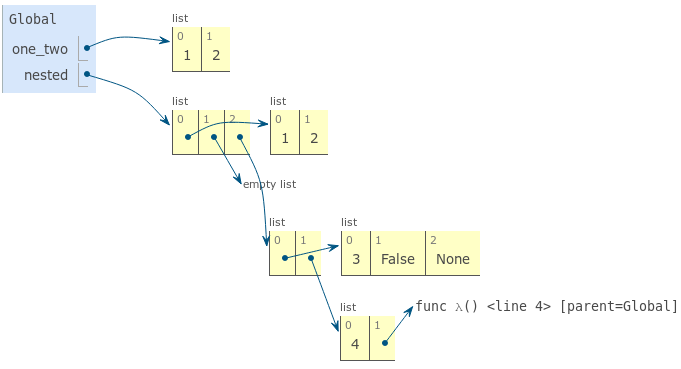 Global
one_two
nested
list
0 1
1 2
list
0 1 2
list
0 1
1 2
empty list
list
0 1
list
0 1 2
3 False None
list
0 1
4
func λ() <line 4> [parent=Global]